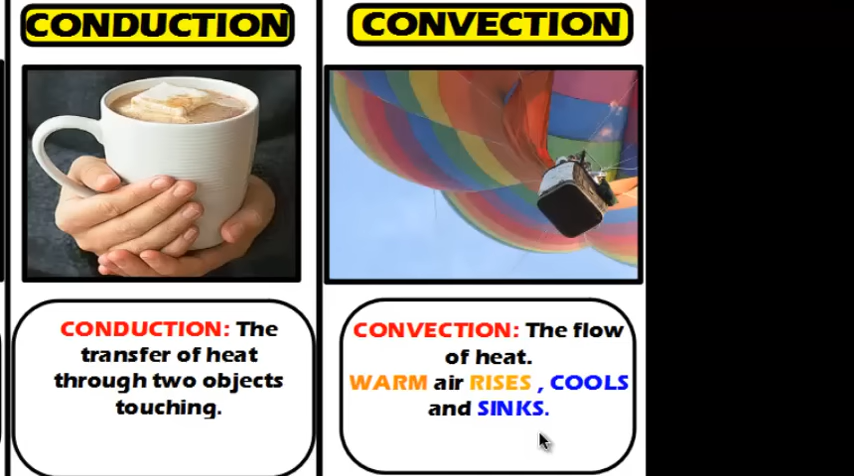 CONDUCTION
CONVECTION
CONDUCTION: The
transfer of heat
through two objects
touching.
CONVECTION: The flow
of heat.
WARM air RISES , COOLS
and SINKS.